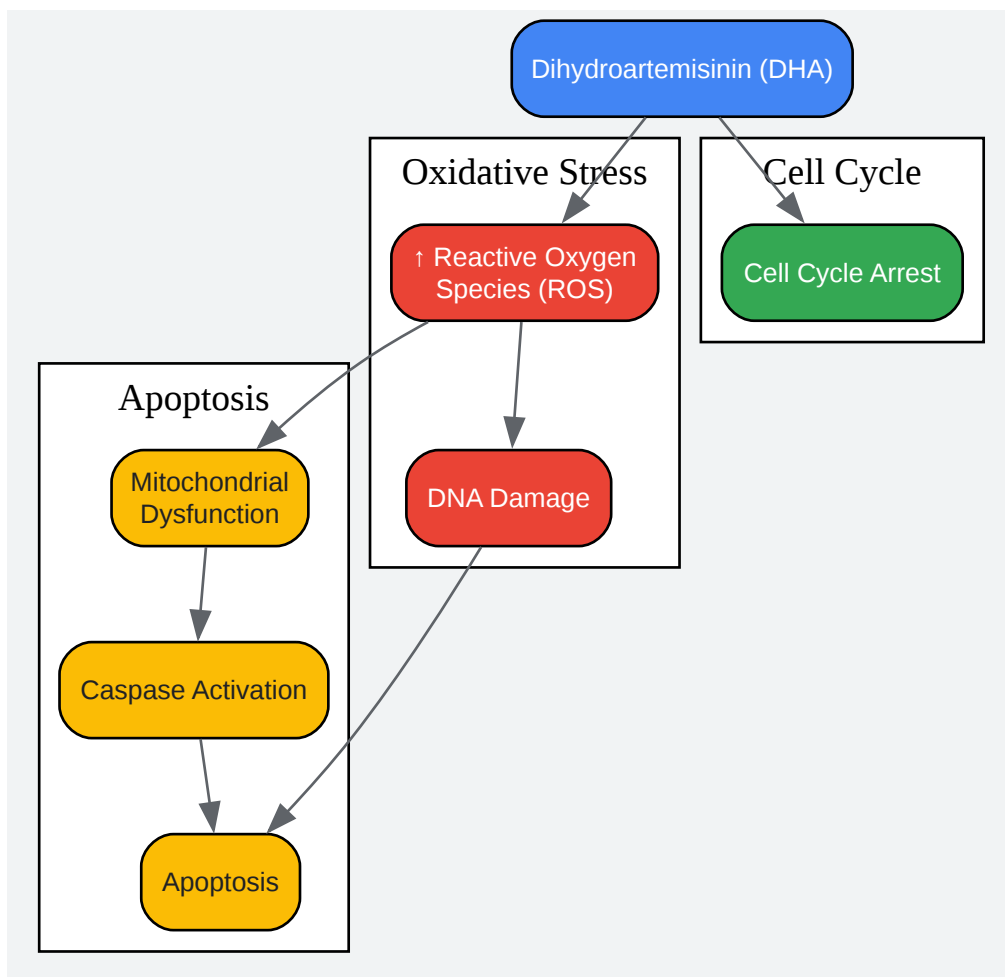 Dihydroartemisinin (DHA)
Oxidative Stress
Cell Cycle
↑ Reactive Oxygen
Species (ROS)
Cell Cycle Arrest
Apoptosis
Mitochondrial
Dysfunction
DNA Damage
Caspase Activation
Apoptosis